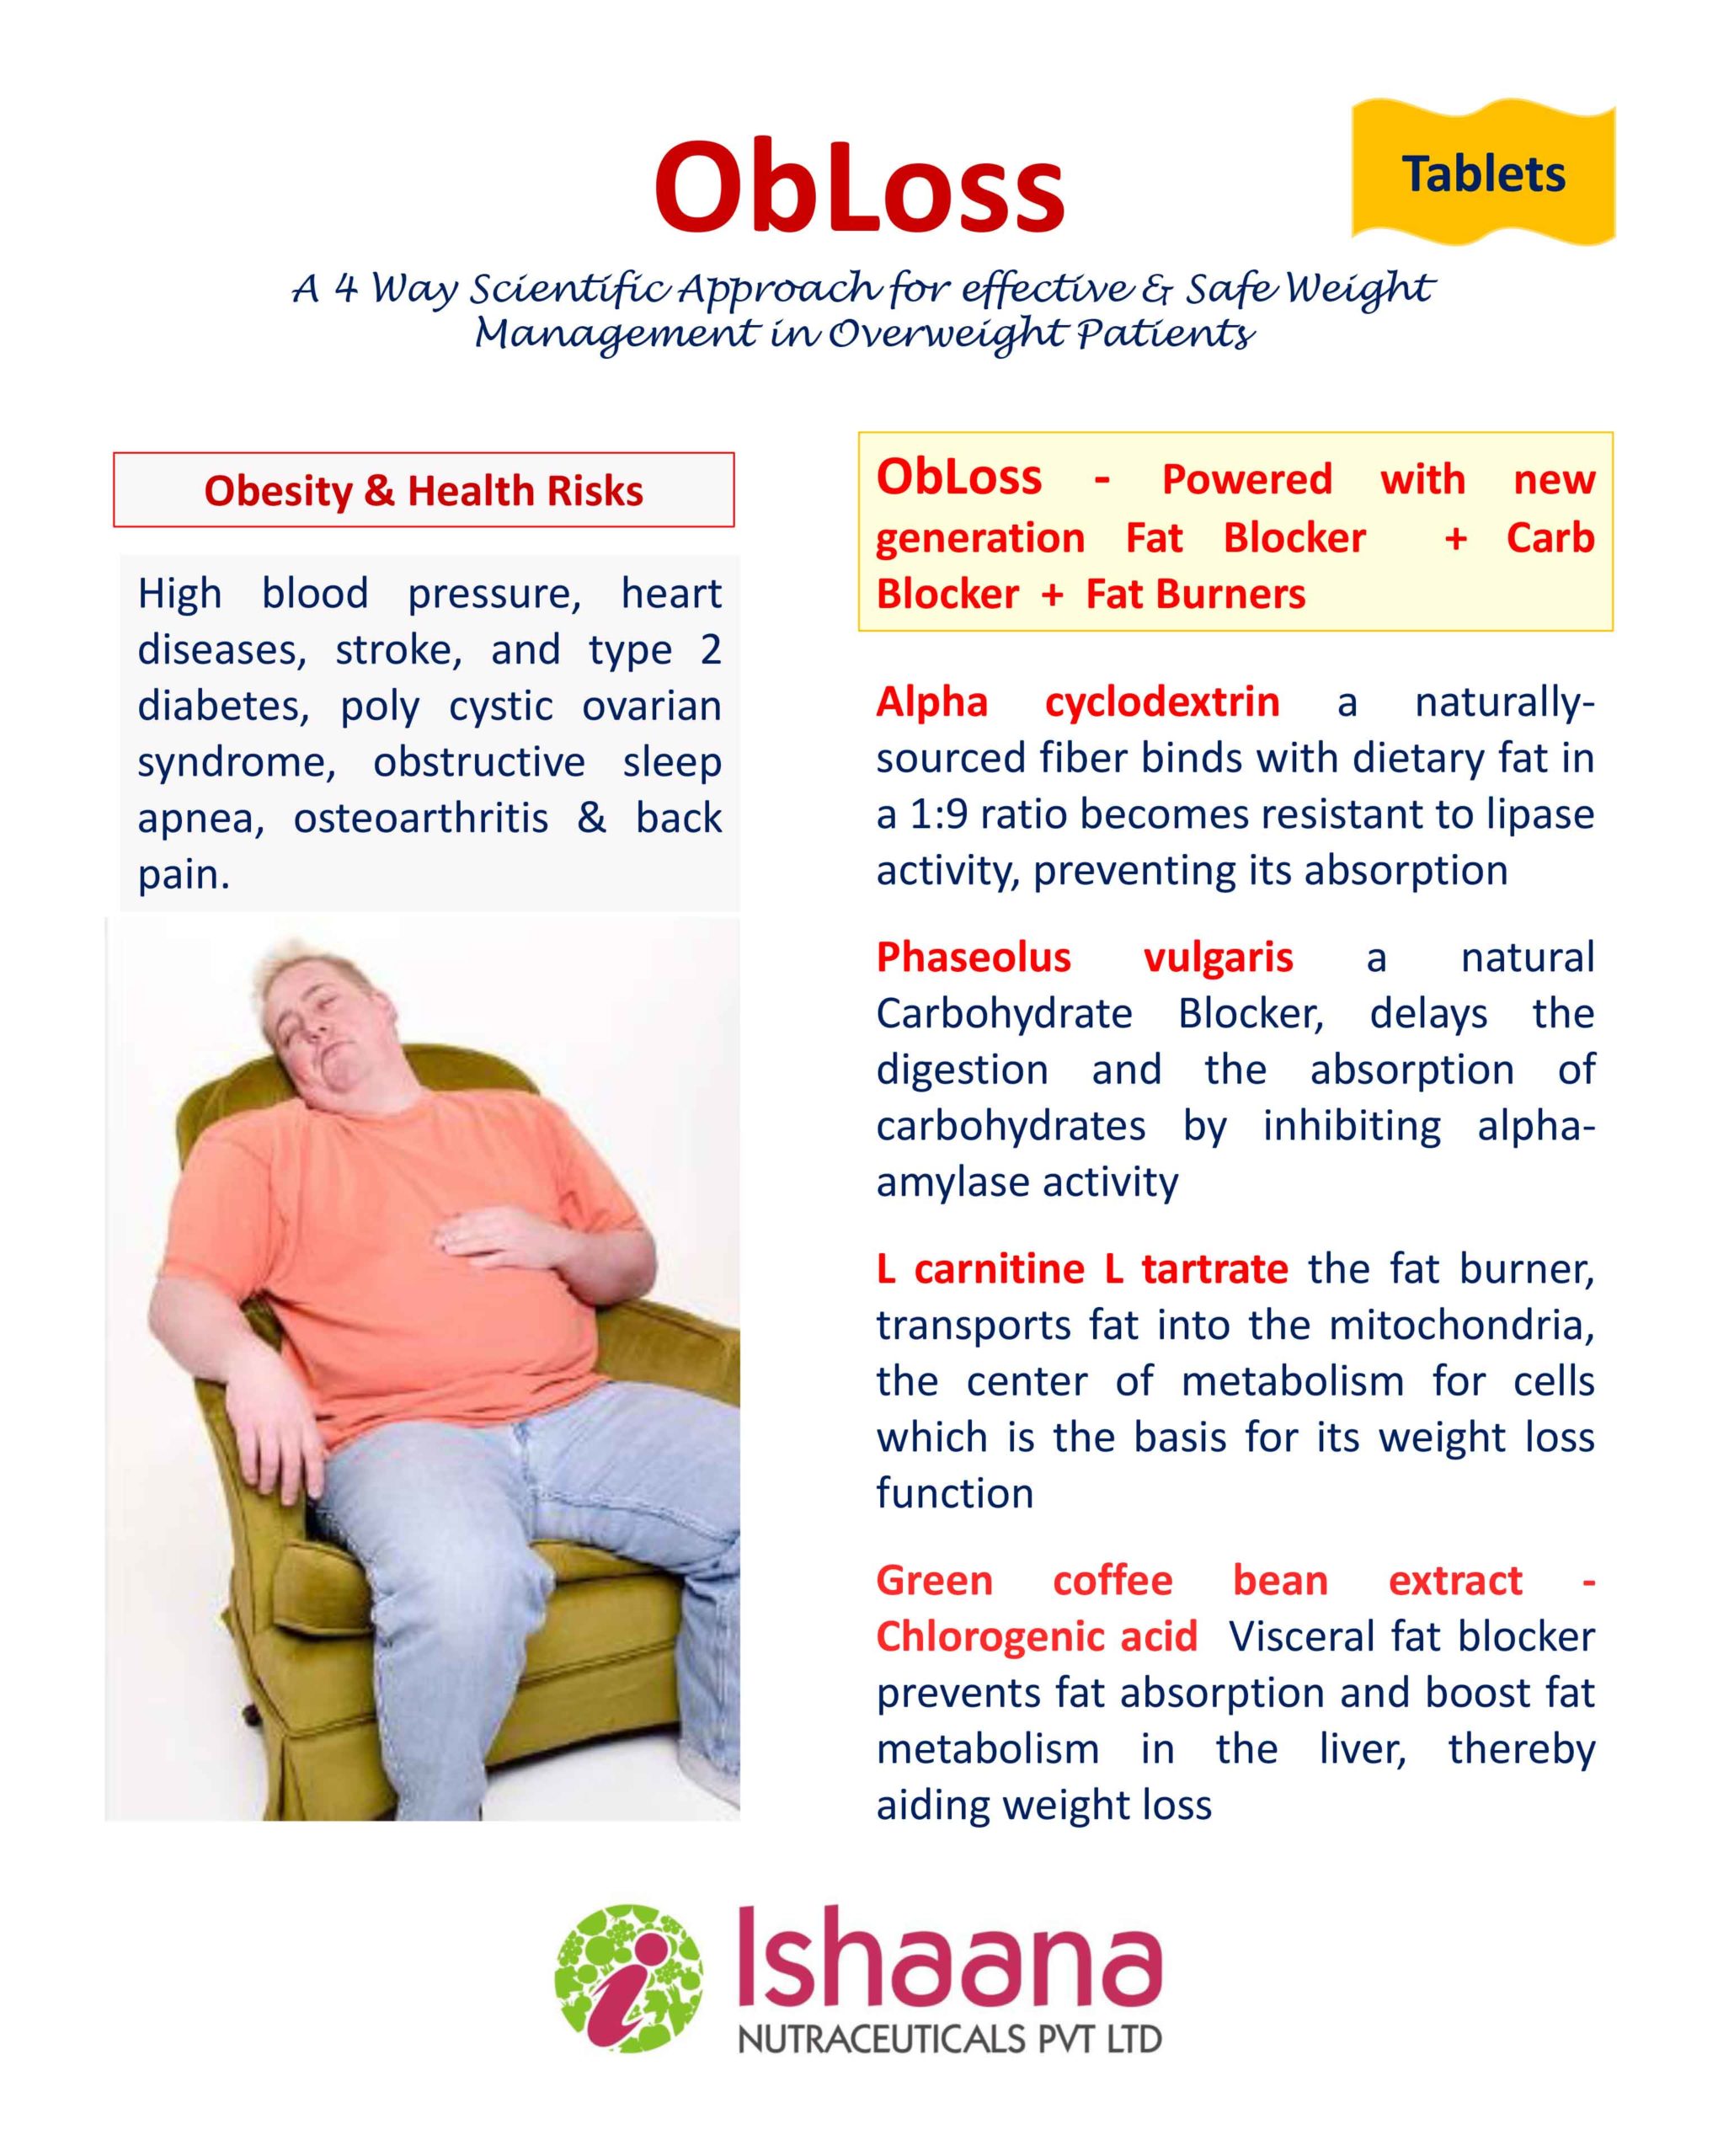 ObLoss
Tablets
A 4 Way Scientific Approach for effective & Safe Weight
Management in Overweight Patients
Obesity & Health Risks
High blood pressure, heart
diseases, stroke, and type 2
diabetes, poly cystic ovarian
syndrome, obstructive sleep
apnea, osteoarthritis & back
pain.
ObLoss - Powered with new
generation Fat Blocker + Carb
Blocker + Fat Burners
Alpha cyclodextrin a naturally-
sourced fiber binds with dietary fat in
a 1:9 ratio becomes resistant to lipase
activity, preventing its absorption
Phaseolus vulgaris a natural
Carbohydrate Blocker, delays the
digestion and the absorption of
carbohydrates by inhibiting alpha-
amylase activity
L carnitine L tartrate the fat burner,
transports fat into the mitochondria,
the center of metabolism for cells
which is the basis for its weight loss
function
Green coffee bean extract -
Chlorogenic acid Visceral fat blocker
prevents fat absorption and boost fat
metabolism in the liver, thereby
aiding weight loss
i Ishaana
NUTRACEUTICALS PVT LTD